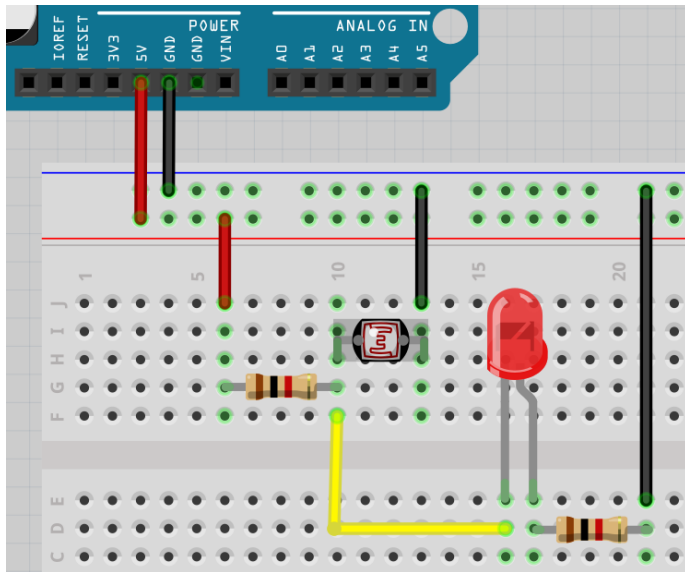 POWER
ANALOG IN
IOREF
RESET
3V3
5V
GND
GND
VIN
A0
A1
A2
A3
A4
A5
1
5
10
15
20
J
I
H
G
F
E
D
C